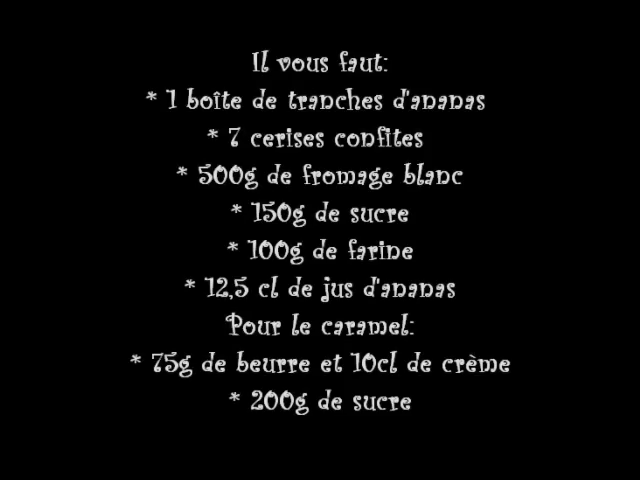 Il vous faut:
* 1 boîte de tranches d'ananas
* 7 cerises confites
* 500g de fromage blanc
* 150g de sucre
* 100g de farine
* 12,5 cl de jus d'ananas
Pour le caramel:
* 75g de beurre et 10cl de crème
* 200g de sucre